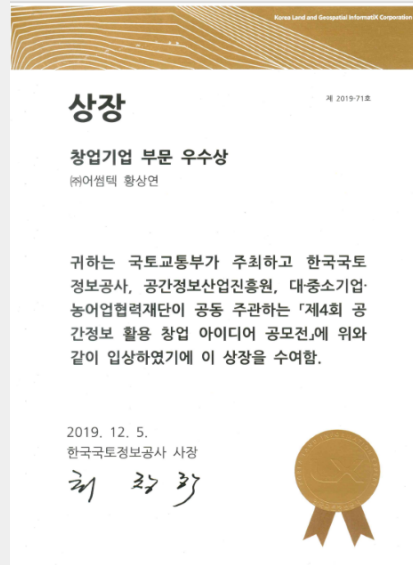 Korea Land and Geospatial InformatiX Corporation
상장
제 2019-71호
창업기업 부문 우수상
㈜어썸텍 황상연
귀하는 국토교통부가 주최하고 한국국토
정보공사, 공간정보산업진흥원, 대·중소기업·
농어업협력재단이 공동 주관하는 「제4회 공
간정보 활용 창업 아이디어 공모전」에 위와
같이 입상하였기에 이 상장을 수여함.
2019. 12. 5.
한국국토정보공사 사장
최 창 학
LX